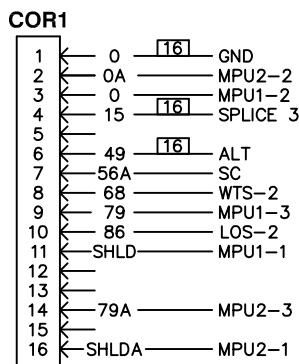 COR1
1 0 16 GND
2 0A MPU2-2
3 0 MPU1-2
4 15 16 SPLICE 3
5
6 49 16 ALT
7 56A SC
8 68 WTS-2
9 79 MPU1-3
10 86 LOS-2
11 SHLD MPU1-1
12
13
14 79A MPU2-3
15
16 SHLDA MPU2-1